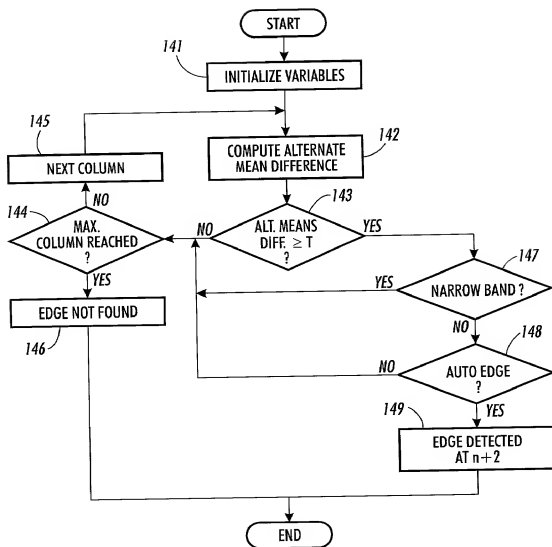 START
141
INITIALIZE VARIABLES
145
NEXT COLUMN
142
COMPUTE ALTERNATE
MEAN DIFFERENCE
144
NO
143
MAX.
COLUMN REACHED
?
NO
ALT. MEANS
DIFF. ≥ T
?
YES
147
YES
EDGE NOT FOUND
146
YES
NARROW BAND ?
NO
148
NO
AUTO EDGE
?
149
YES
EDGE DETECTED
AT n+2
END